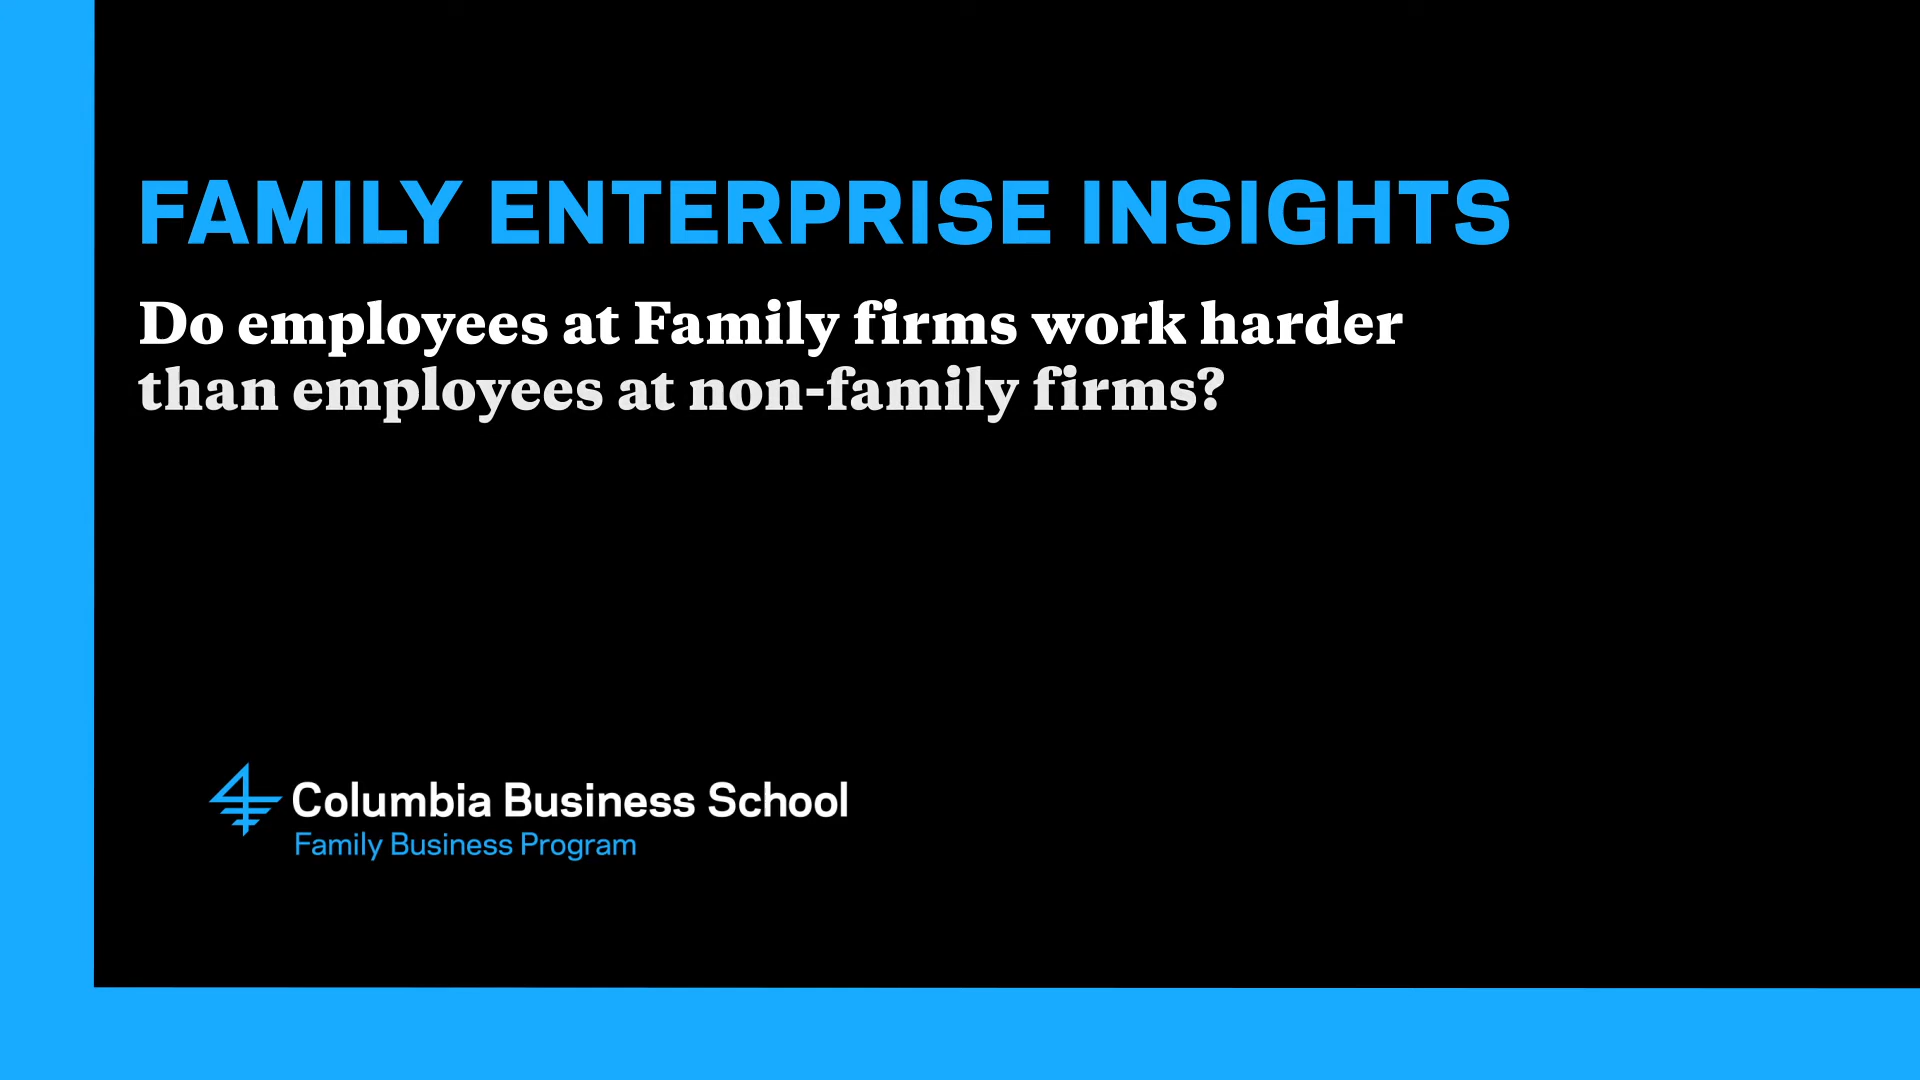 FAMILY ENTERPRISE INSIGHTS
Do employees at Family firms work harder
than employees at non-family firms?
Columbia Business School
Family Business Program